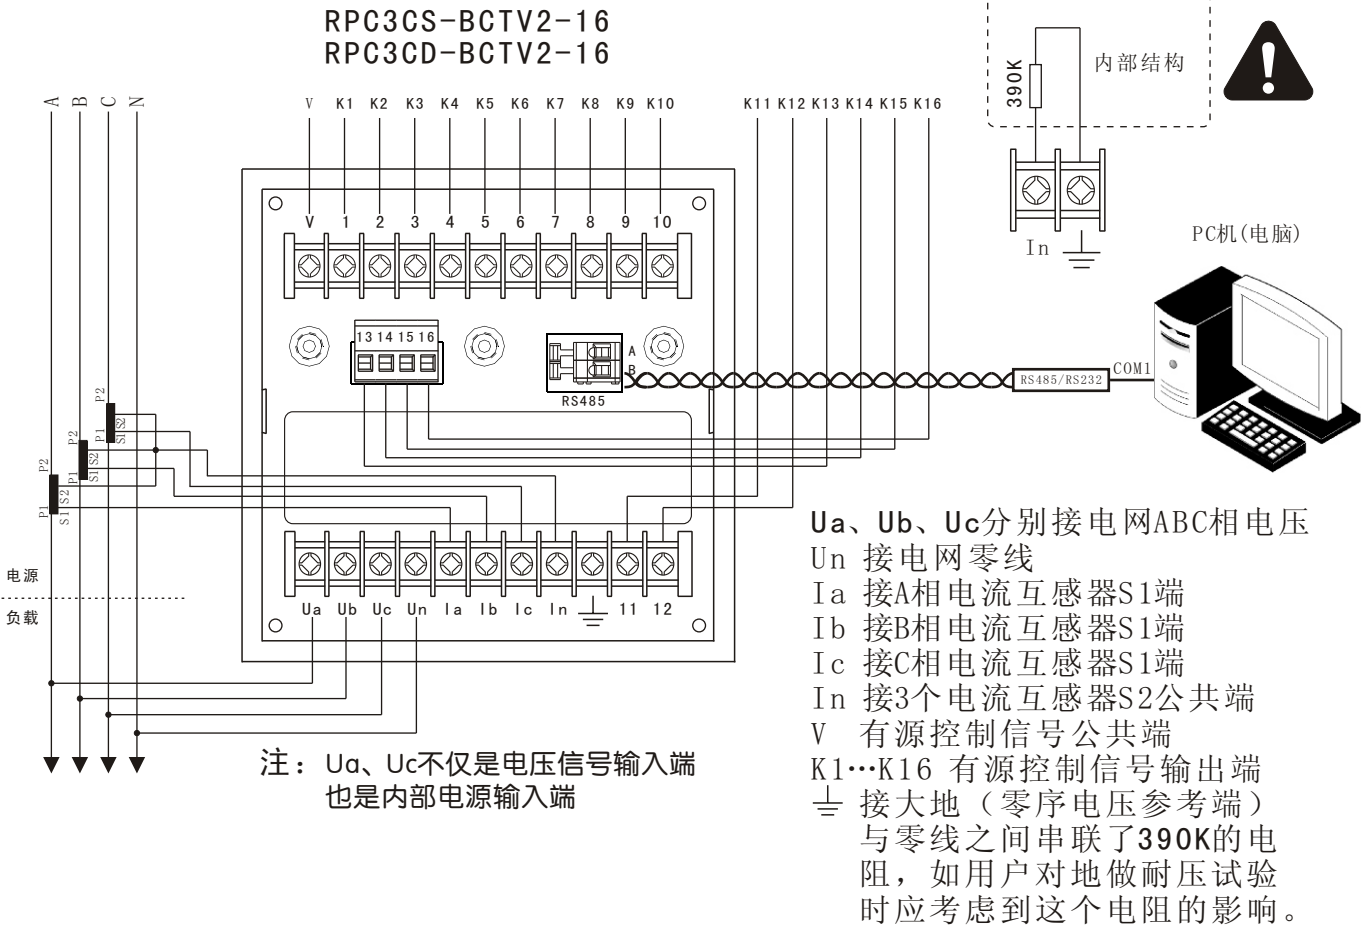 RPC3CS-BCTV2-16
RPC3CD-BCTV2-16
A B C N
V K1 K2 K3 K4 K5 K6 K7 K8 K9 K10
K11 K12 K13 K14 K15 K16
390K
内部结构
In
V 1 2 3 4 5 6 7 8 9 10
PC机(电脑)
13 14 15 16
A
B
RS485
RS485/RS232
COM1
P2
P1
S1 S2
P2
P1
S1 S2
P2
P1
S1 S2
电源
负载
Ua Ub Uc Un Ia Ib Ic In 11 12
注：Ua、Uc不仅是电压信号输入端
也是内部电源输入端
Ua、Ub、Uc分别接电网ABC相电压
Un 接电网零线
Ia 接A相电流互感器S1端
Ib 接B相电流互感器S1端
Ic 接C相电流互感器S1端
In 接3个电流互感器S2公共端
V 有源控制信号公共端
K1…K16 有源控制信号输出端
接大地（零序电压参考端）
与零线之间串联了390K的电
阻，如用户对地做耐压试验
时应考虑到这个电阻的影响。